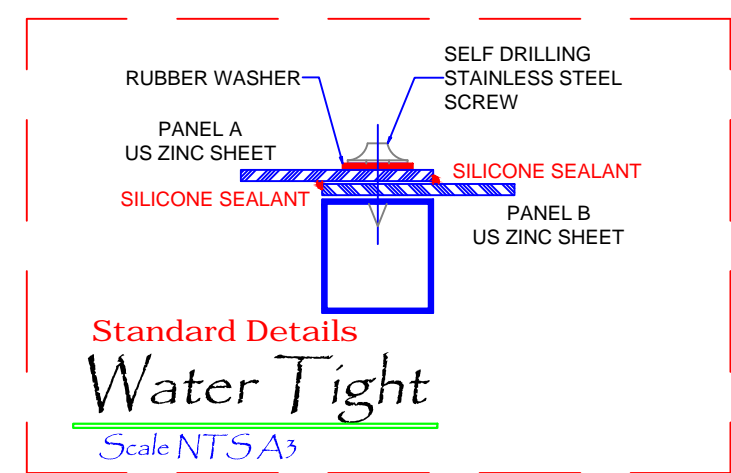 SELF DRILLING
STAINLESS STEEL
SCREW
RUBBER WASHER
PANEL A
US ZINC SHEET
SILICONE SEALANT
SILICONE SEALANT
PANEL B
US ZINC SHEET
Standard Details
Water Tight
Scale NTS A3